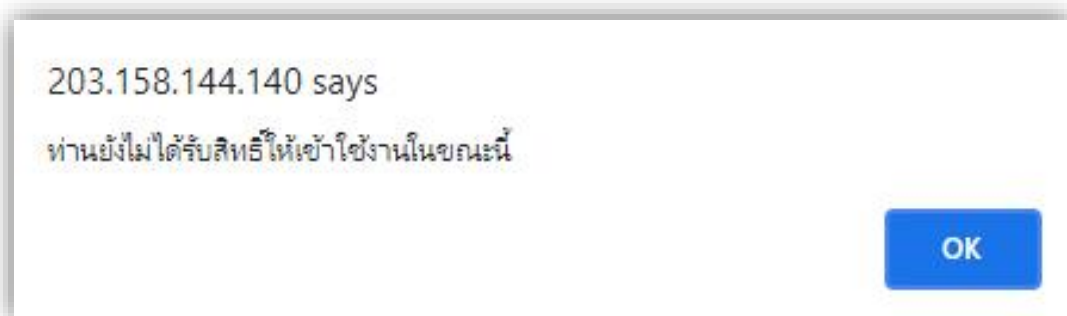 203.158.144.140 says
ท่านยังไม่ได้รับสิทธิ์ให้เข้าใช้งานในขณะนี้
OK